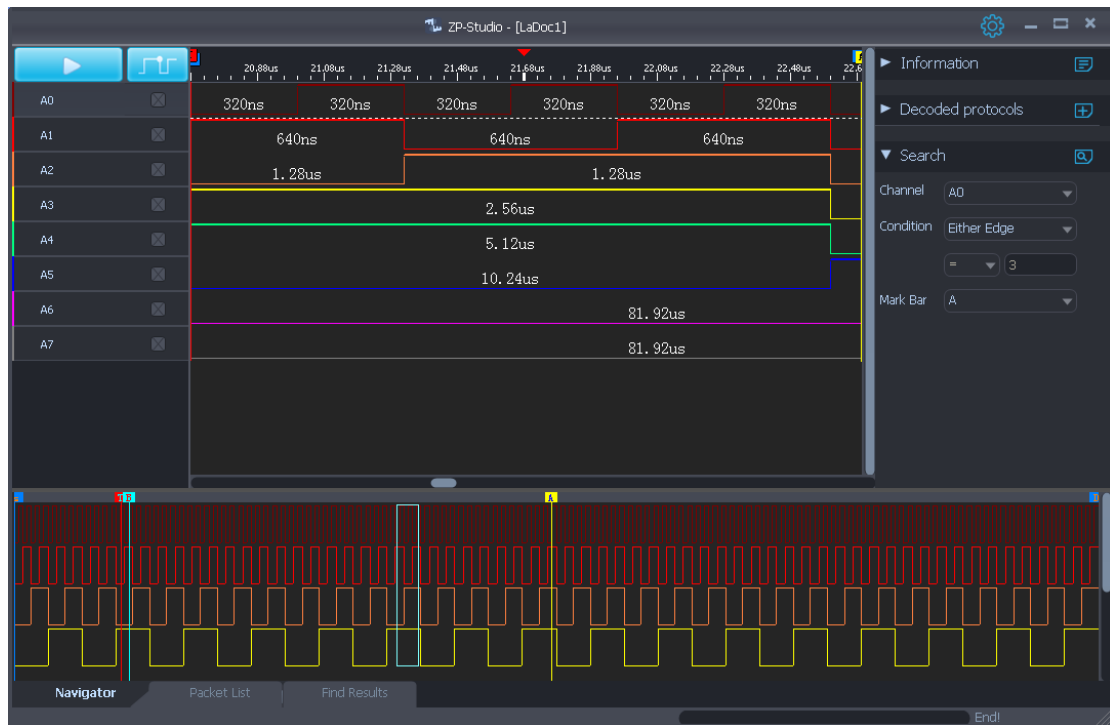 ZP-Studio - [LaDoc1]
20.88us 21.08us 21.28us 21.48us 21.68us 21.88us 22.08us 22.28us 22.48us 22.6
Information
A0 320ns 320ns 320ns 320ns 320ns 320ns
Decoded protocols
A1 640ns 640ns 640ns
Search
A2 1.28us 1.28us
Channel A0
A3 2.56us
Condition Either Edge
A4 5.12us
= 3
A5 10.24us
Mark Bar A
A6 81.92us
A7 81.92us
T E A
Navigator Packet List Find Results
End!